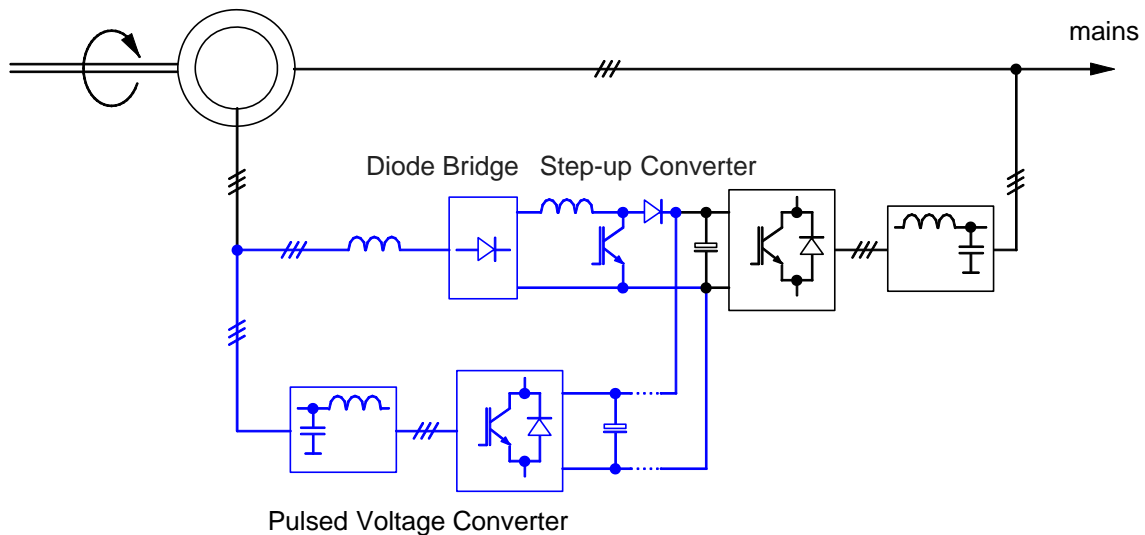 mains
Diode Bridge Step-up Converter
Pulsed Voltage Converter